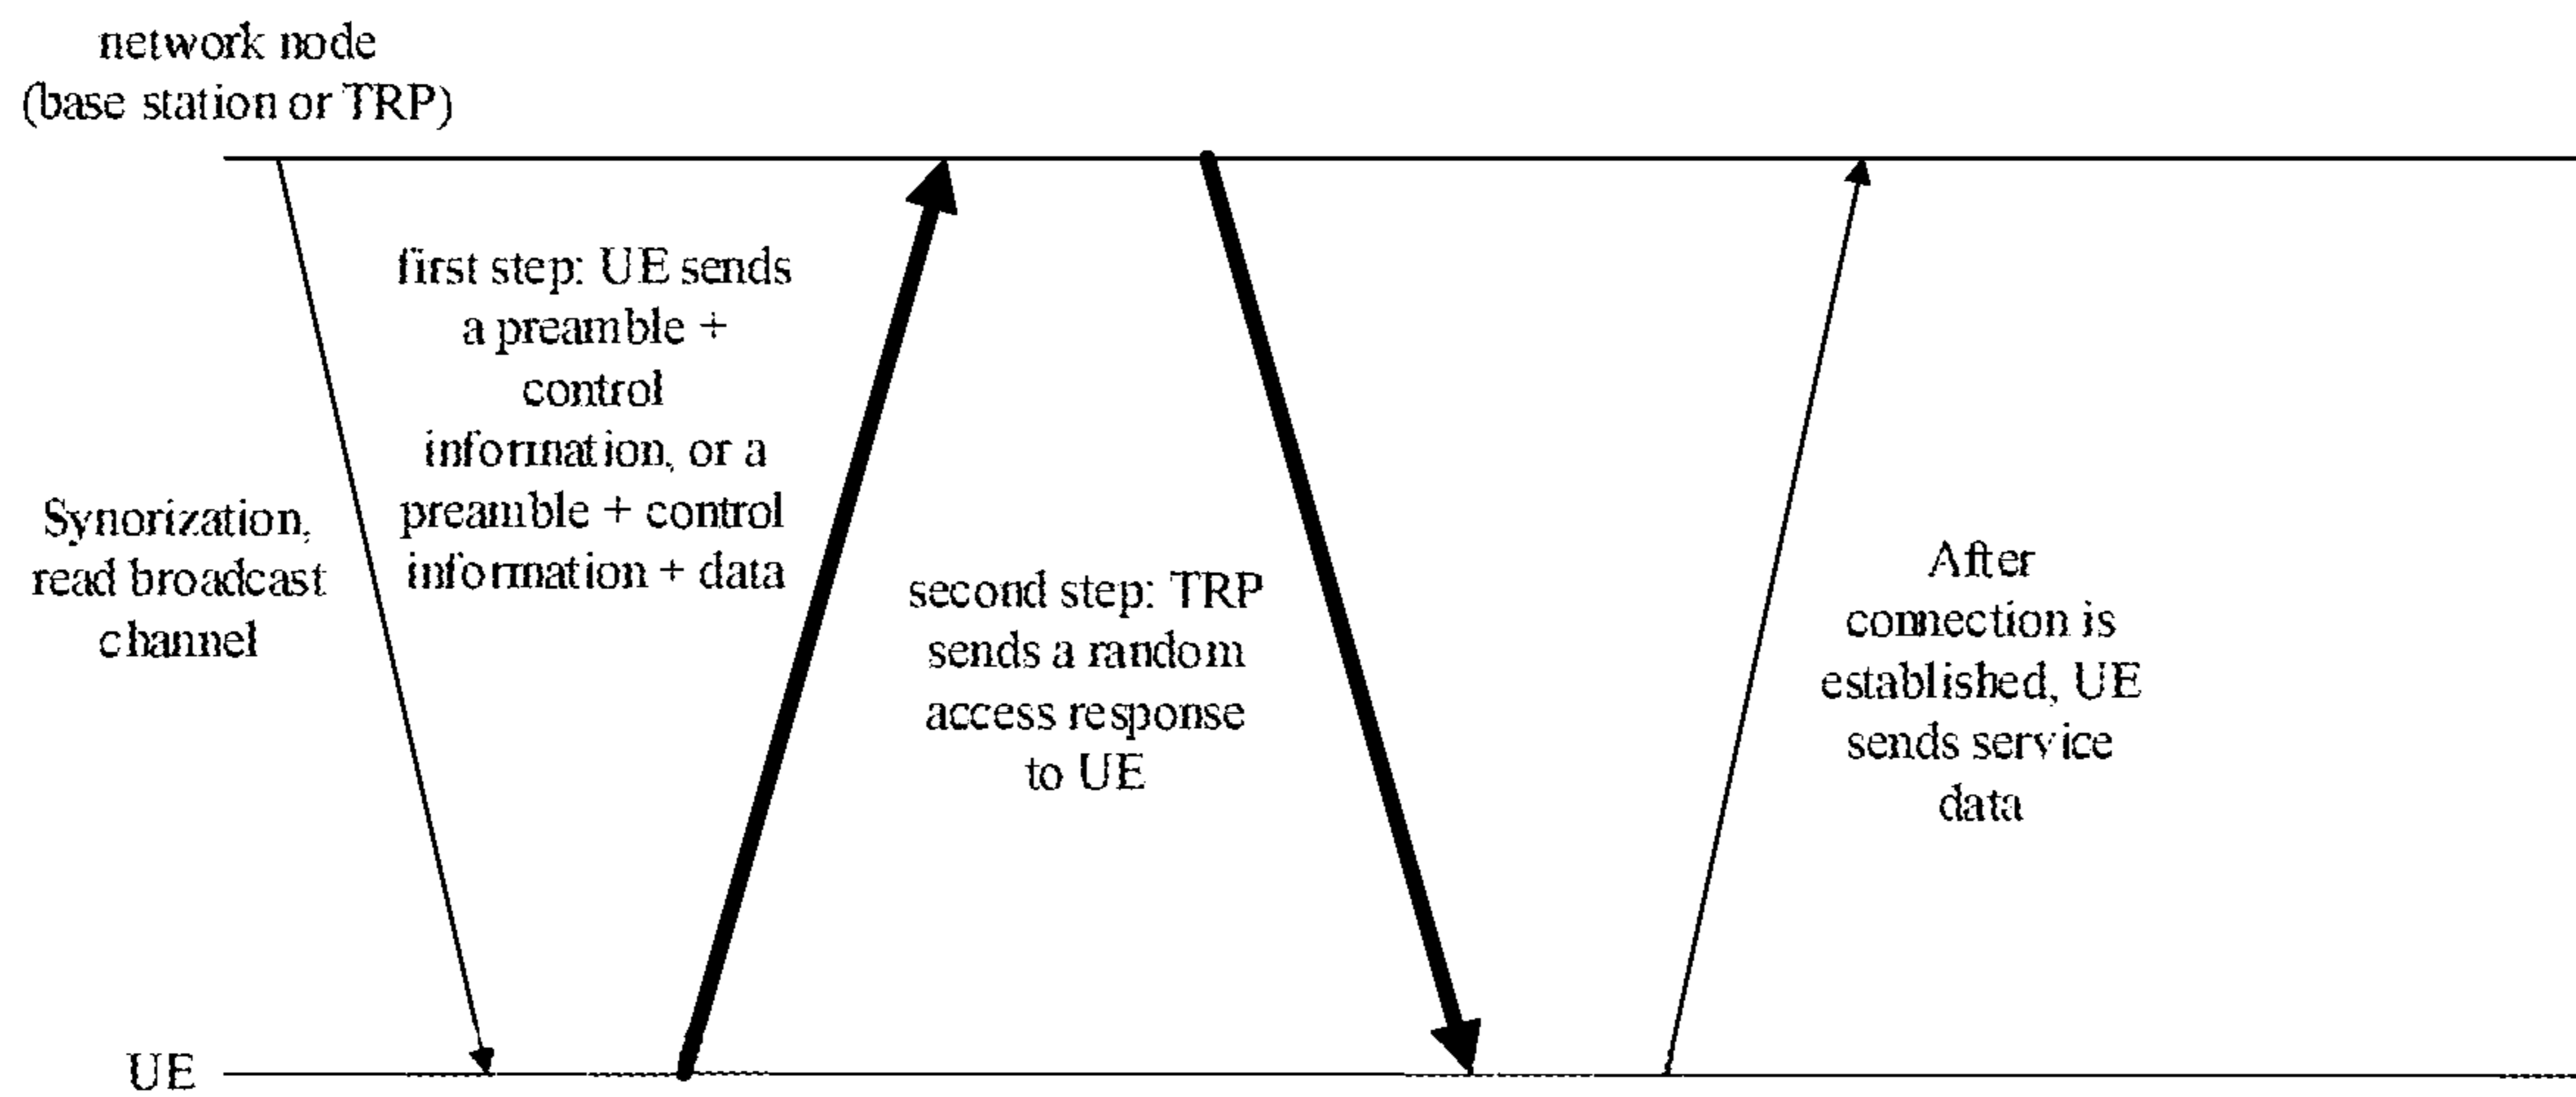 network node
(base station or TRP)
first step: UE sends
a preamble +
control
information, or a
preamble + control
information + data
Synorization,
read broadcast
channel
second step: TRP
sends a random
access response
to UE
After
connection is
established, UE
sends service
data
UE